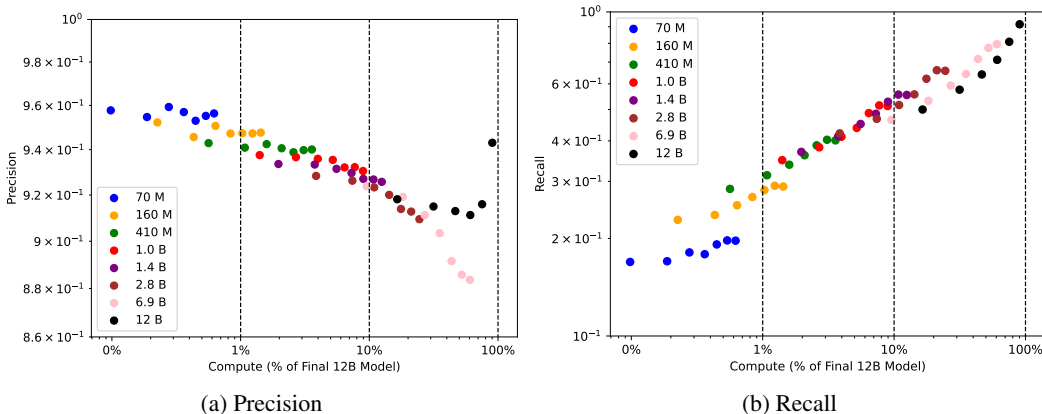 10⁰
9.8 × 10⁻¹
9.6 × 10⁻¹
9.4 × 10⁻¹
9.2 × 10⁻¹
9 × 10⁻¹
8.8 × 10⁻¹
8.6 × 10⁻¹
Precision
70 M
160 M
410 M
1.0 B
1.4 B
2.8 B
6.9 B
12 B
0% 1% 10% 100%
Compute (% of Final 12B Model)
(a) Precision
10⁰
6 × 10⁻¹
4 × 10⁻¹
3 × 10⁻¹
2 × 10⁻¹
10⁻¹
Recall
70 M
160 M
410 M
1.0 B
1.4 B
2.8 B
6.9 B
12 B
0% 1% 10% 100%
Compute (% of Final 12B Model)
(b) Recall